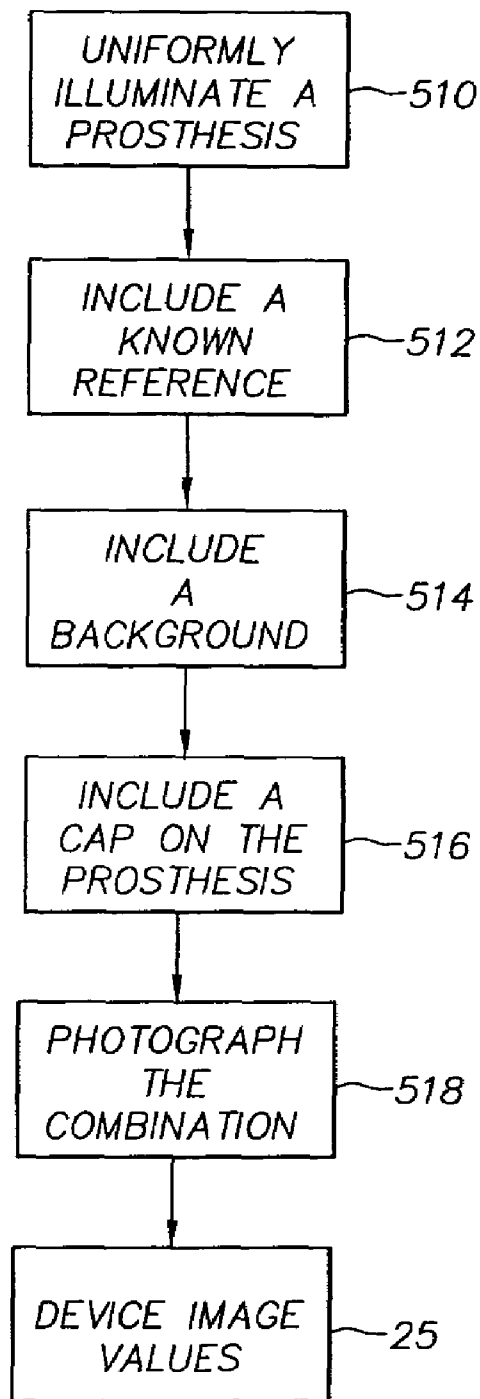 UNIFORMLY
ILLUMINATE A
PROSTHESIS
510
INCLUDE A
KNOWN
REFERENCE
512
INCLUDE
A
BACKGROUND
514
INCLUDE A
CAP ON THE
PROSTHESIS
516
PHOTOGRAPH
THE
COMBINATION
518
DEVICE IMAGE
VALUES
25